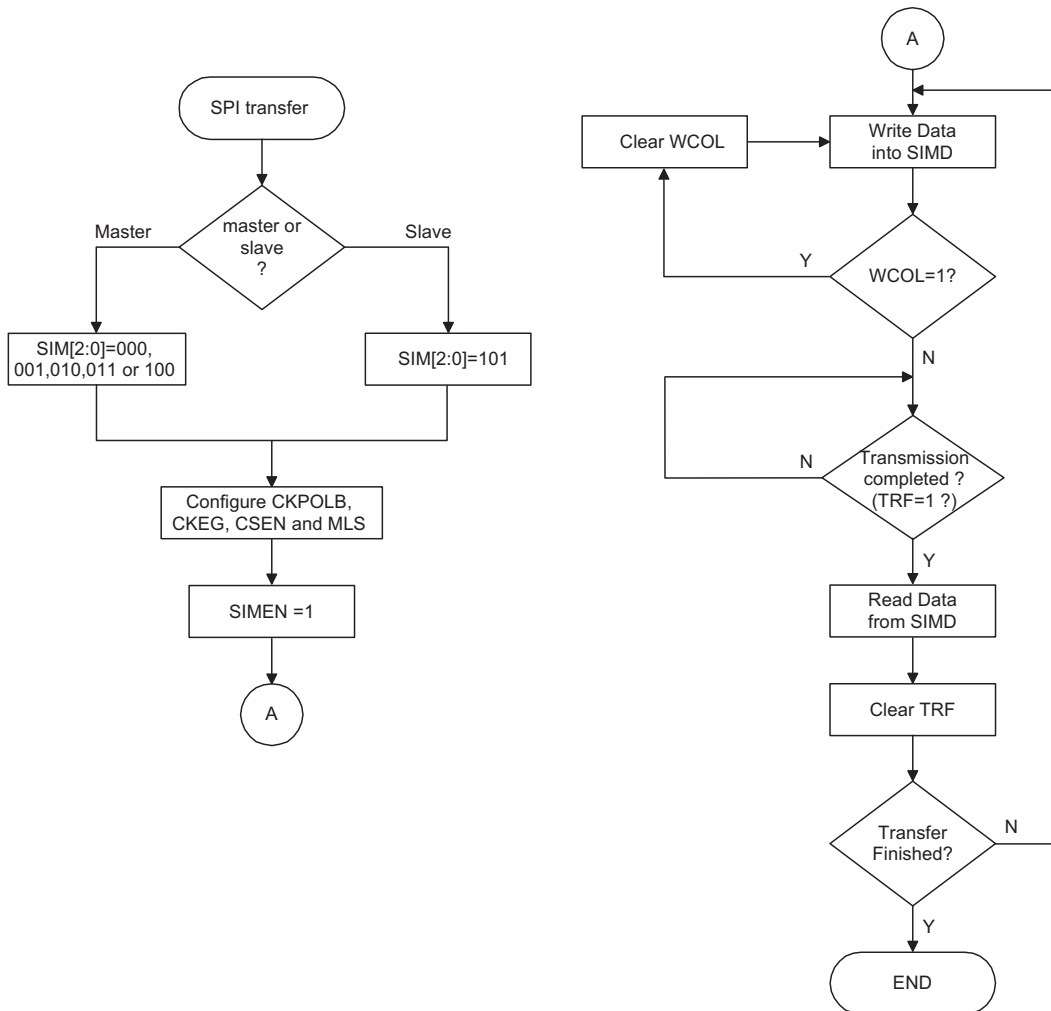 SPI transfer
master or
slave
?
Master
Slave
SIM[2:0]=000,
001,010,011 or 100
SIM[2:0]=101
Configure CKPOLB,
CKEG, CSEN and MLS
SIMEN =1
A
A
Write Data
into SIMD
Clear WCOL
WCOL=1?
Y
N
Transmission
completed ?
(TRF=1 ?)
N
Y
Read Data
from SIMD
Clear TRF
Transfer
Finished?
N
Y
END